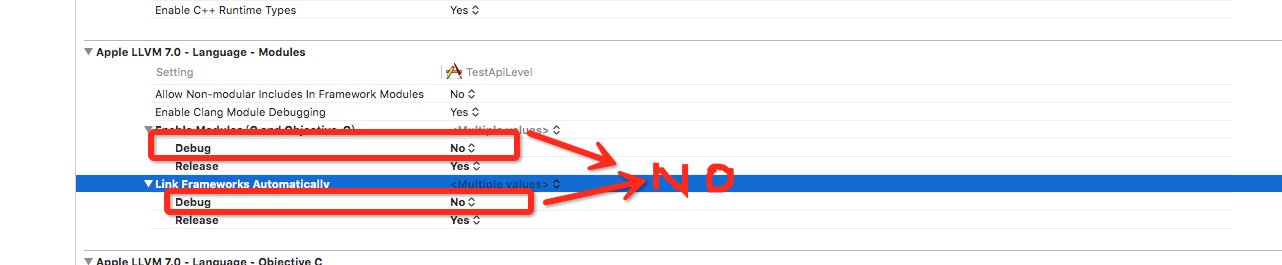 Enable C++ Runtime Types Yes
Apple LLVM 7.0 - Language - Modules
Setting TestApiLevel
Allow Non-modular Includes In Framework Modules No
Enable Clang Module Debugging Yes
Enable Modules (C and Objective-C) <Multiple values>
Debug No
Release Yes
Link Frameworks Automatically <Multiple values>
Debug No
Release Yes
NO
Apple LLVM 7.0 - Language - Objective C